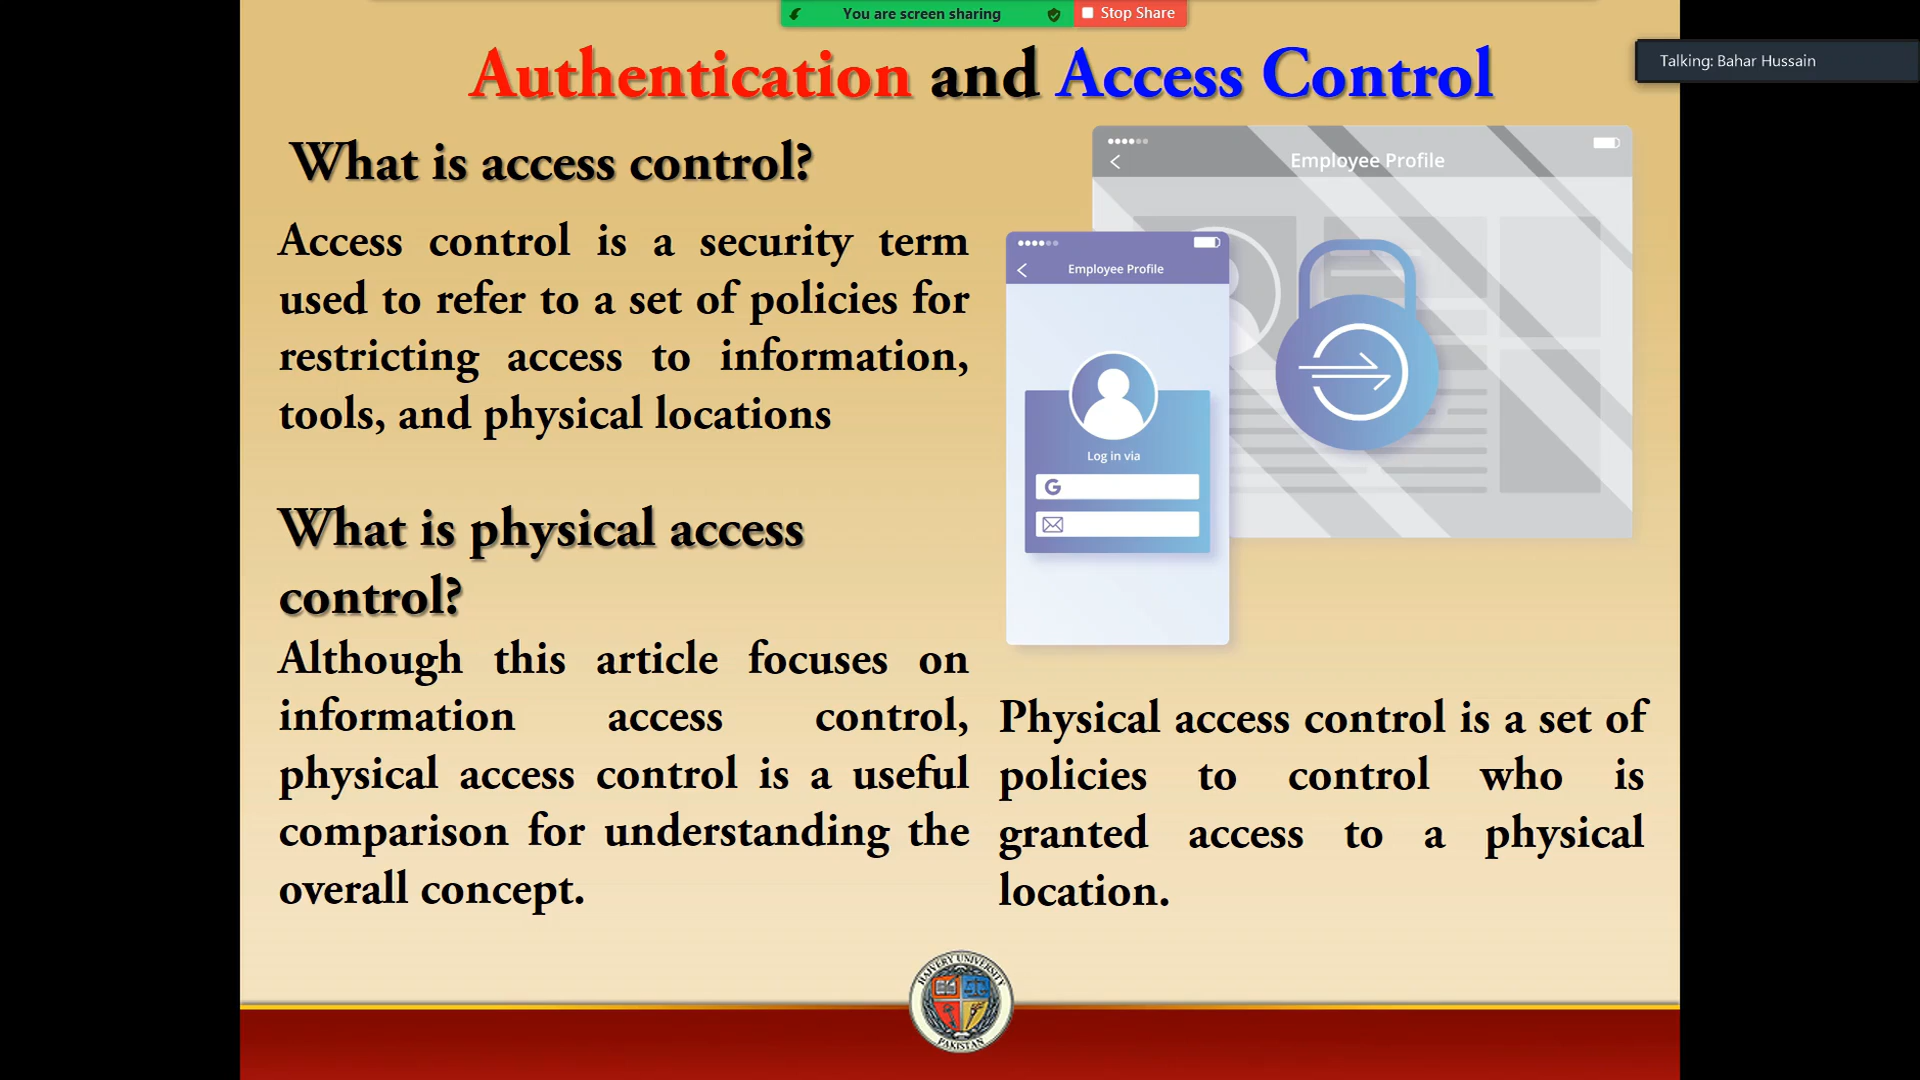 You are screen sharing
Stop Share
Talking: Bahar Hussain
Authentication and Access Control
What is access control?
Access control is a security term
used to refer to a set of policies for
restricting access to information,
tools, and physical locations
What is physical access
control?
Although this article focuses on
information access control,
physical access control is a useful
comparison for understanding the
overall concept.
Employee Profile
Employee Profile
Log in via
G
Physical access control is a set of
policies to control who is
granted access to a physical
location.
HAJVERY UNIVERSITY
PAKISTAN